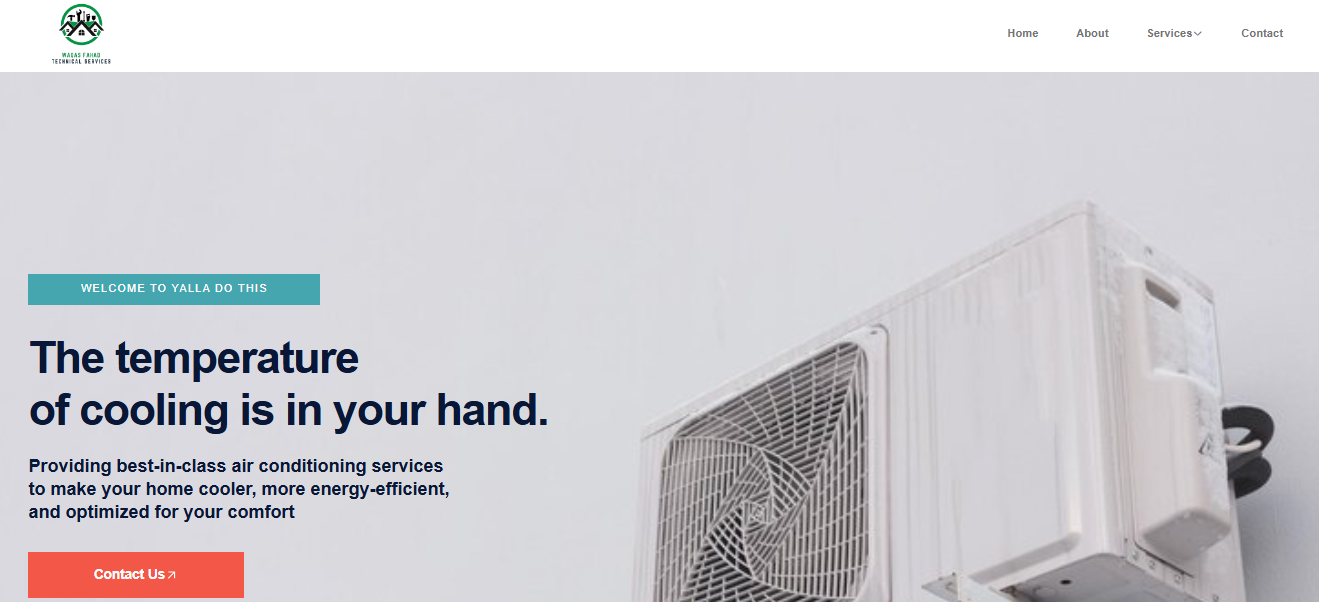 WAQAS FAHAD
TECHNICAL SERVICES
Home
About
Services
Contact
WELCOME TO YALLA DO THIS
The temperature
of cooling is in your hand.
Providing best-in-class air conditioning services
to make your home cooler, more energy-efficient,
and optimized for your comfort
Contact Us